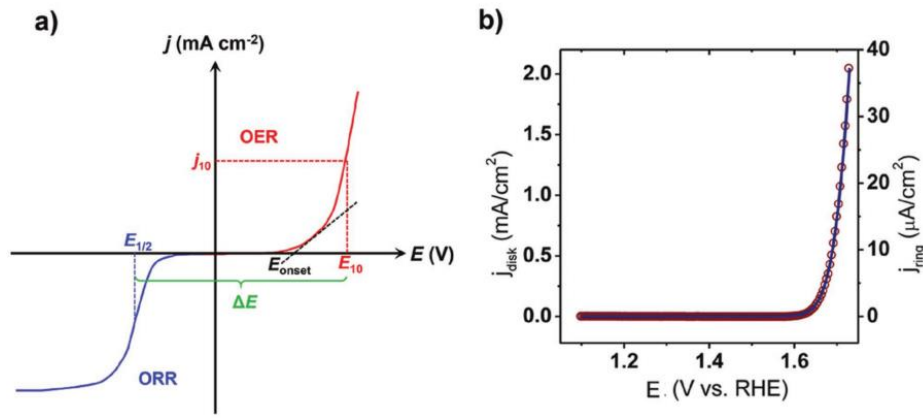 a)
j (mA cm-2)
OER
j10
E1/2
E (V)
Eonset
E10
ΔE
ORR
b)
2.0
1.5
1.0
0.5
0.0
jdisk (mA/cm2)
40
30
20
10
0
jring (μA/cm2)
1.2
1.4
1.6
E (V vs. RHE)